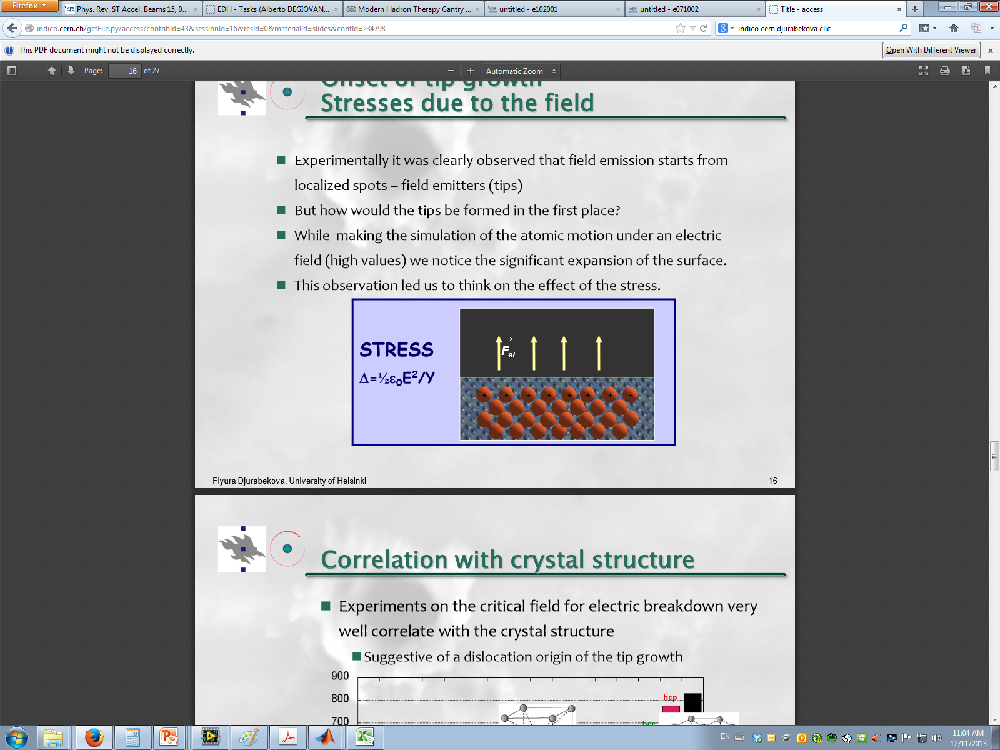 Firefox
Phys. Rev. ST Accel. Beams 15, 0...
EDH - Tasks (Alberto DEGIOVAN...
Modern Hadron Therapy Gantry ...
untitled - e102001
untitled - e071002
Title - access
indico.cern.ch/getFile.py/access?contribId=43&sessionId=16&resId=0&materialId=slides&confId=234798
indico cern djurabekova clic
This PDF document might not be displayed correctly.
Open With Different Viewer
Page: 16 of 27
Automatic Zoom
Onset of tip growth
Stresses due to the field
Experimentally it was clearly observed that field emission starts from
localized spots – field emitters (tips)
But how would the tips be formed in the first place?
While making the simulation of the atomic motion under an electric
field (high values) we notice the significant expansion of the surface.
This observation led us to think on the effect of the stress.
STRESS
Δ=½ε₀E²/Y
Fel
+ + + + + + + +
Flyura Djurabekova, University of Helsinki
16
Correlation with crystal structure
Experiments on the critical field for electric breakdown very
well correlate with the crystal structure
Suggestive of a dislocation origin of the tip growth
900
800
hcp
700
bcc
EN
11:04 AM
12/11/2013